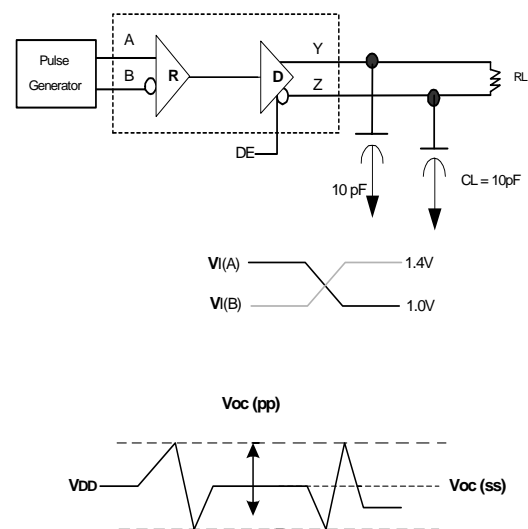 A
Y
Pulse
Generator
B
R
D
Z
RL
DE
10 pF
CL = 10pF
VI(A)
1.4V
VI(B)
1.0V
Voc (pp)
VDD
Voc (ss)